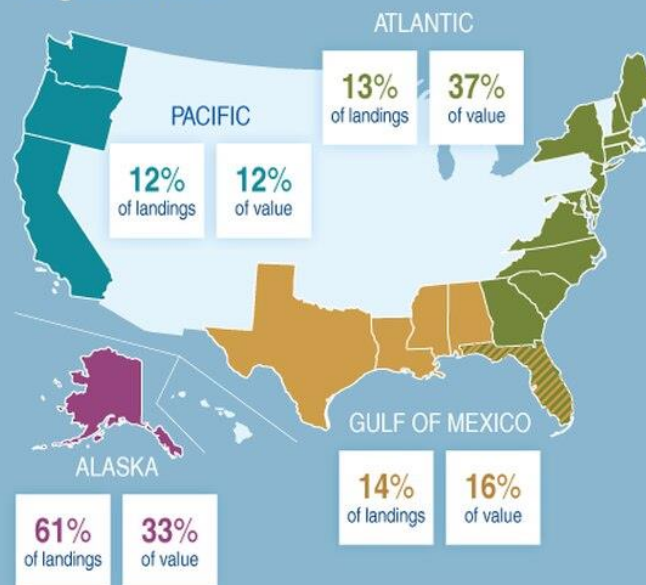 ATLANTIC
13%
of landings
37%
of value
PACIFIC
12%
of landings
12%
of value
GULF OF MEXICO
14%
of landings
16%
of value
ALASKA
61%
of landings
33%
of value